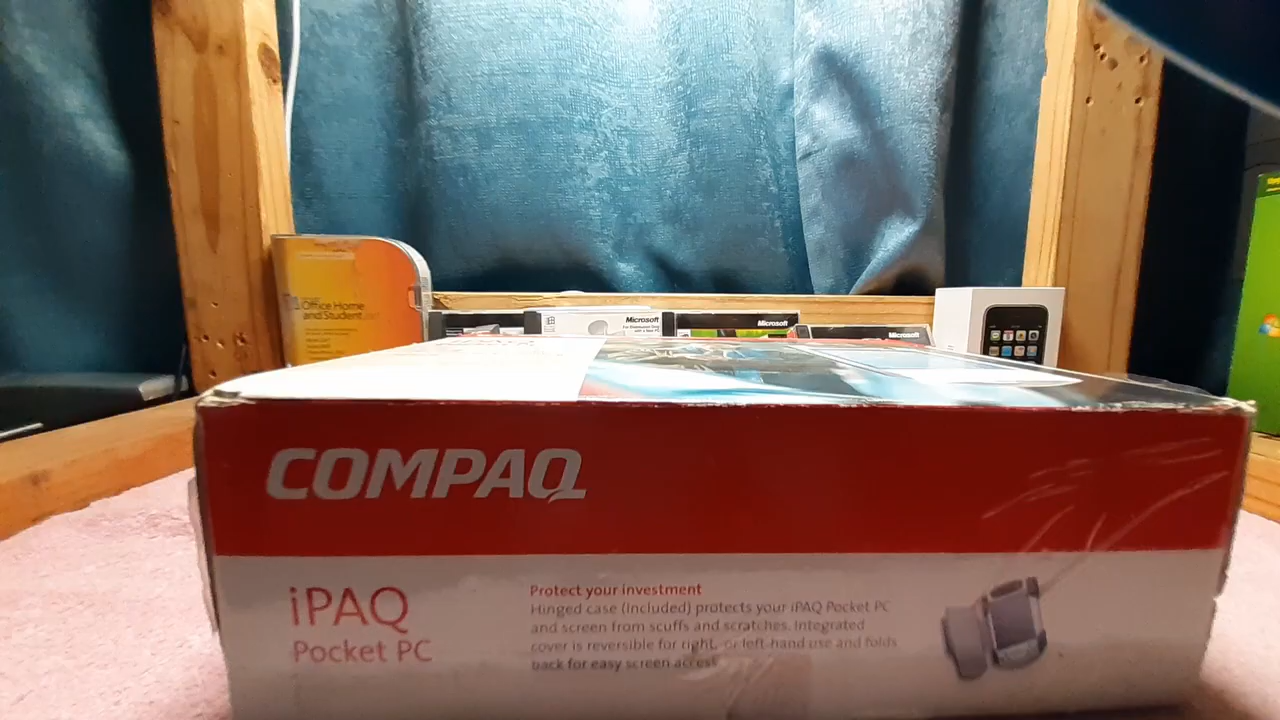 Office Home
and Student
Microsoft
Microsoft
Microsoft
COMPAQ
iPAQ
Pocket PC
Protect your investment
Hinged case (included) protects your iPAQ Pocket PC
and screen from scuffs and scratches. Integrated
cover is reversible for right- or left-hand use and folds
back for easy screen access.